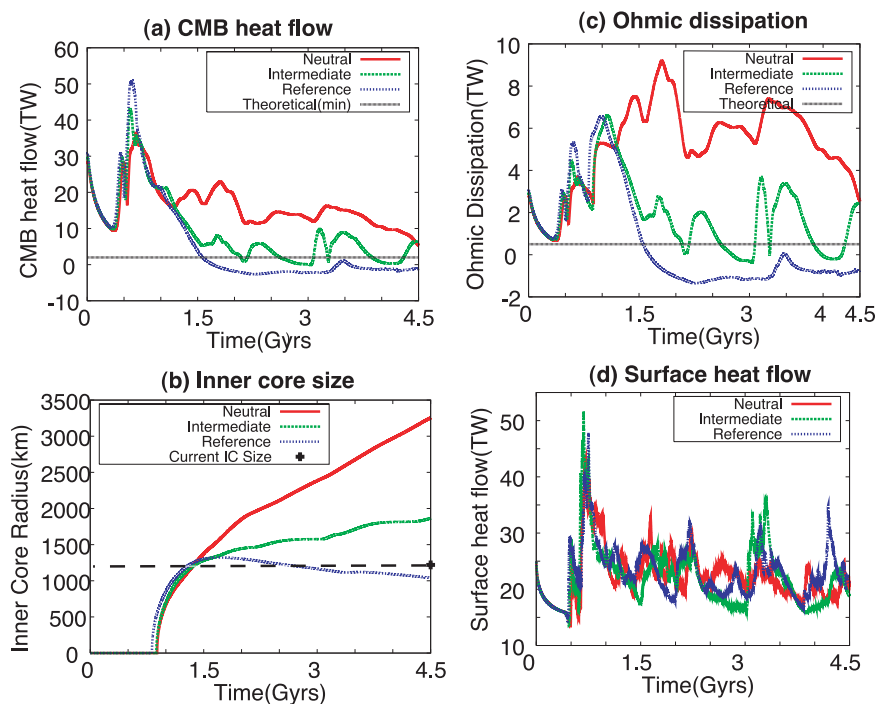 (a) CMB heat flow
CMB heat flow(TW)
60
50
40
30
20
10
0
-10
Neutral
Intermediate
Reference
Theoretical(min)
0
1.5
3
4.5
Time(Gyrs
(c) Ohmic dissipation
Ohmic Dissipation(TW)
10
8
6
4
2
0
-2
Neutral
Intermediate
Reference
Theoretical
0
1.5
3
4
4.5
Time(Gyrs)
(b) Inner core size
Inner Core Radius(km)
3500
3000
2500
2000
1500
1000
500
0
Neutral
Intermediate
Reference
Current IC Size
0
1.5
3
4.5
Time(Gyrs)
(d) Surface heat flow
Surface heat flow(TW)
50
40
30
20
10
Neutral
Intermediate
Reference
0
1.5
3
4.5
Time(Gyrs)